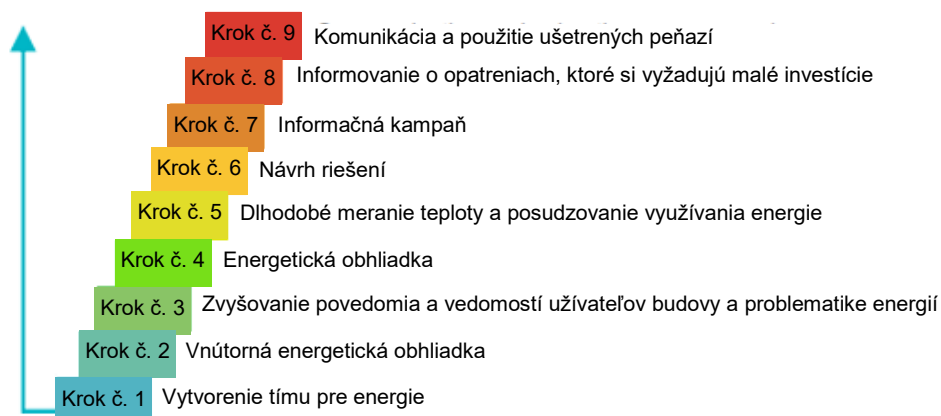 Krok č. 9 Komunikácia a použitie ušetrených peňazí
Krok č. 8 Informovanie o opatreniach, ktoré si vyžadujú malé investície
Krok č. 7 Informačná kampaň
Krok č. 6 Návrh riešení
Krok č. 5 Dlhodobé meranie teploty a posudzovanie využívania energie
Krok č. 4 Energetická obhliadka
Krok č. 3 Zvyšovanie povedomia a vedomostí užívateľov budovy a problematike energií
Krok č. 2 Vnútorná energetická obhliadka
Krok č. 1 Vytvorenie tímu pre energie